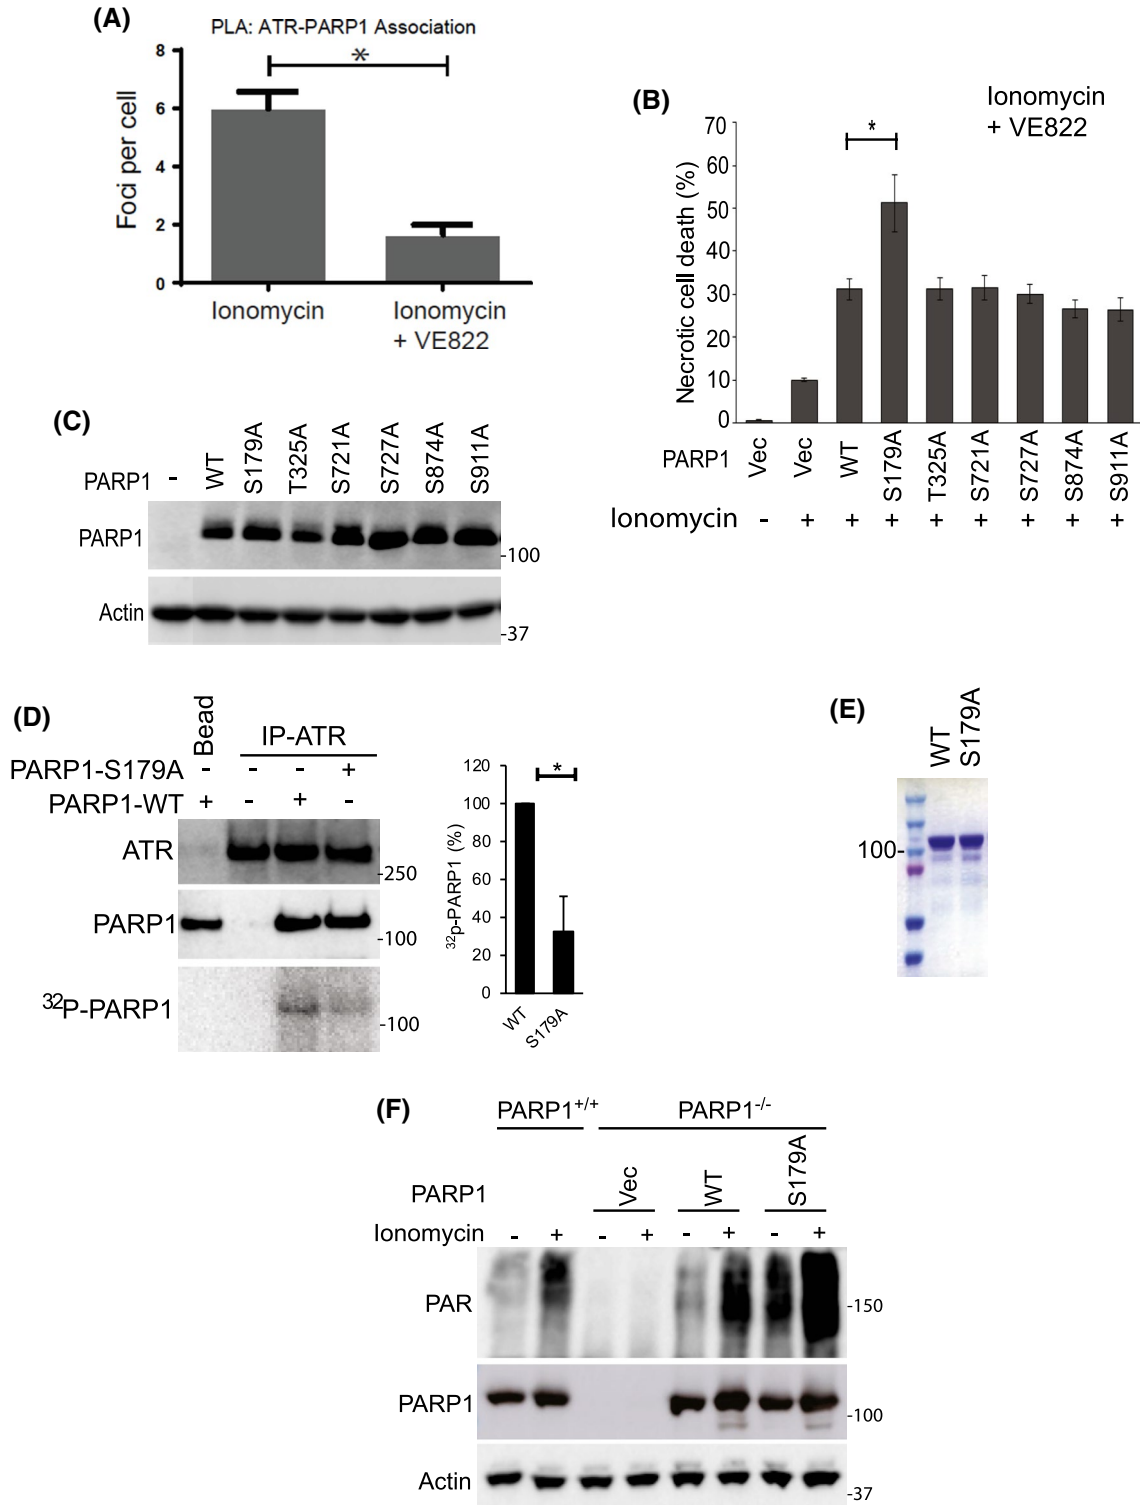 (A)
PLA: ATR-PARP1 Association
*
8
6
4
2
0
Foci per cell
Ionomycin
Ionomycin
+ VE822
(B)
Ionomycin
+ VE822
*
70
60
50
40
30
20
10
0
Necrotic cell death (%)
PARP1 Vec Vec WT S179A T325A S721A S727A S874A S911A
Ionomycin - + + + + + + + +
(C)
PARP1 - WT S179A T325A S721A S727A S874A S911A
PARP1
-100
Actin
-37
(D)
Bead IP-ATR
PARP1-S179A - - - +
PARP1-WT + - + -
ATR
-250
PARP1
-100
32P-PARP1
-100
*
120
100
80
60
40
20
0
32p-PARP1 (%)
WT S179A
(E)
WT S179A
100-
(F)
PARP1+/+ PARP1-/-
PARP1 Vec WT S179A
Ionomycin - + - + - + - +
PAR
-150
PARP1
-100
Actin
-37